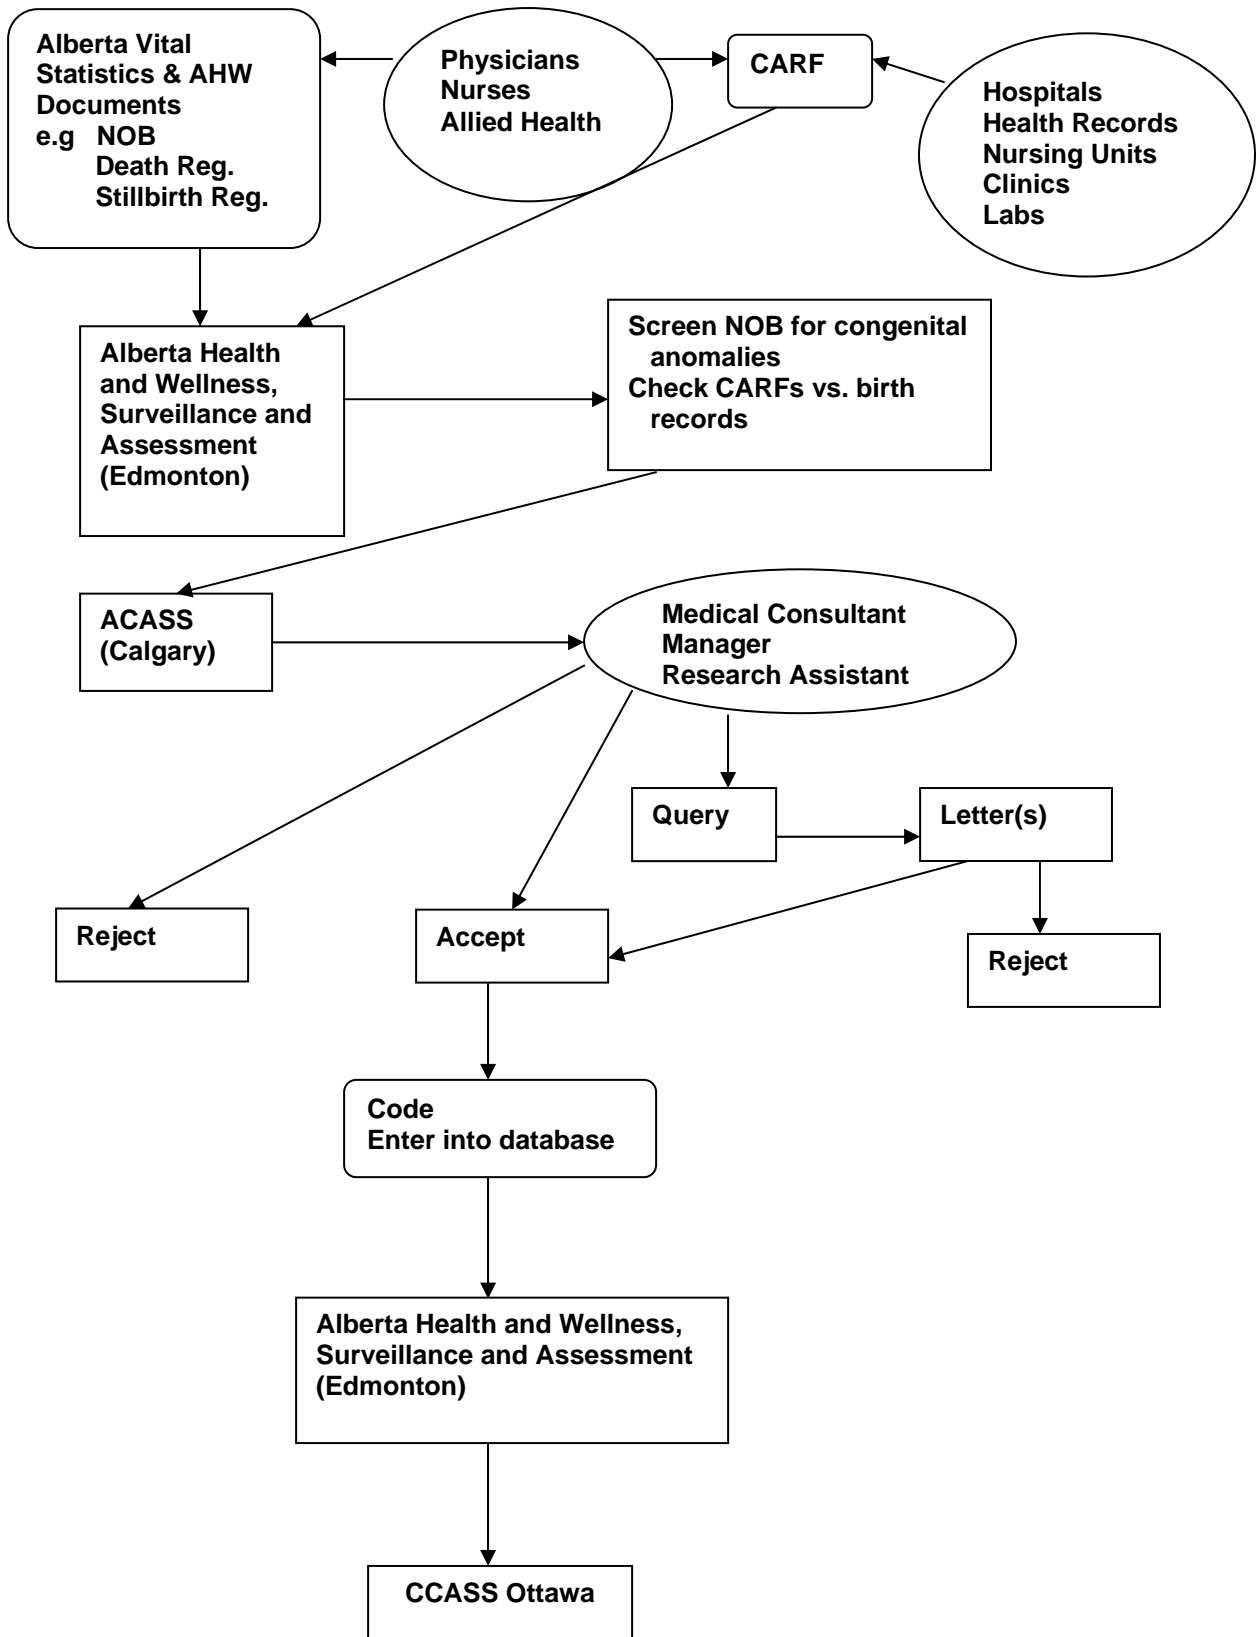 Alberta Vital
Statistics & AHW
Documents
e.g NOB
Death Reg.
Stillbirth Reg.
Physicians
Nurses
Allied Health
CARF
Hospitals
Health Records
Nursing Units
Clinics
Labs
Alberta Health
and Wellness,
Surveillance and
Assessment
(Edmonton)
Screen NOB for congenital
anomalies
Check CARFs vs. birth
records
ACASS
(Calgary)
Medical Consultant
Manager
Research Assistant
Query
Letter(s)
Reject
Accept
Reject
Code
Enter into database
Alberta Health and Wellness,
Surveillance and Assessment
(Edmonton)
CCASS Ottawa